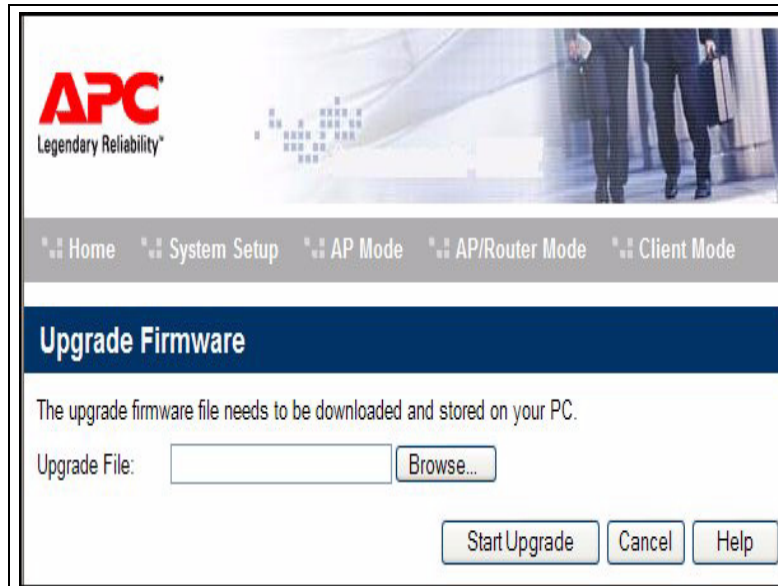 APC
Legendary Reliability™
Home System Setup AP Mode AP/Router Mode Client Mode
Upgrade Firmware
The upgrade firmware file needs to be downloaded and stored on your PC.
Upgrade File: Browse...
Start Upgrade Cancel Help